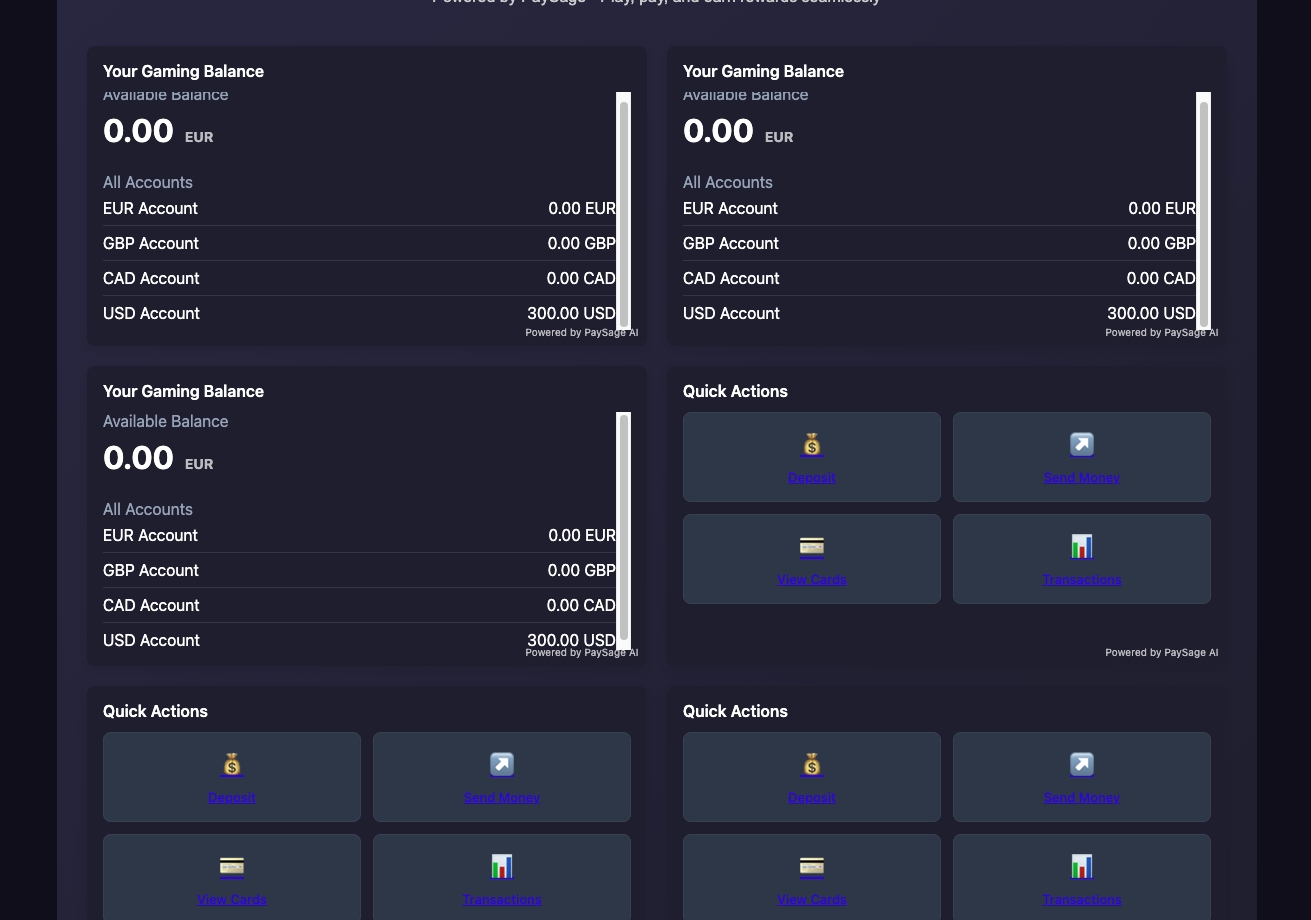 Powered by PaySage - Play, pay, and earn rewards seamlessly
Your Gaming Balance
Available Balance
0.00 EUR
All Accounts
EUR Account 0.00 EUR
GBP Account 0.00 GBP
CAD Account 0.00 CAD
USD Account 300.00 USD
Powered by PaySage AI
Your Gaming Balance
Available Balance
0.00 EUR
All Accounts
EUR Account 0.00 EUR
GBP Account 0.00 GBP
CAD Account 0.00 CAD
USD Account 300.00 USD
Powered by PaySage AI
Your Gaming Balance
Available Balance
0.00 EUR
All Accounts
EUR Account 0.00 EUR
GBP Account 0.00 GBP
CAD Account 0.00 CAD
USD Account 300.00 USD
Powered by PaySage AI
Quick Actions
Deposit
Send Money
View Cards
Transactions
Powered by PaySage AI
Quick Actions
Deposit
Send Money
View Cards
Transactions
Quick Actions
Deposit
Send Money
View Cards
Transactions